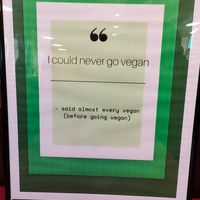 “
I could never go vegan
- said almost every vegan
(before going vegan)